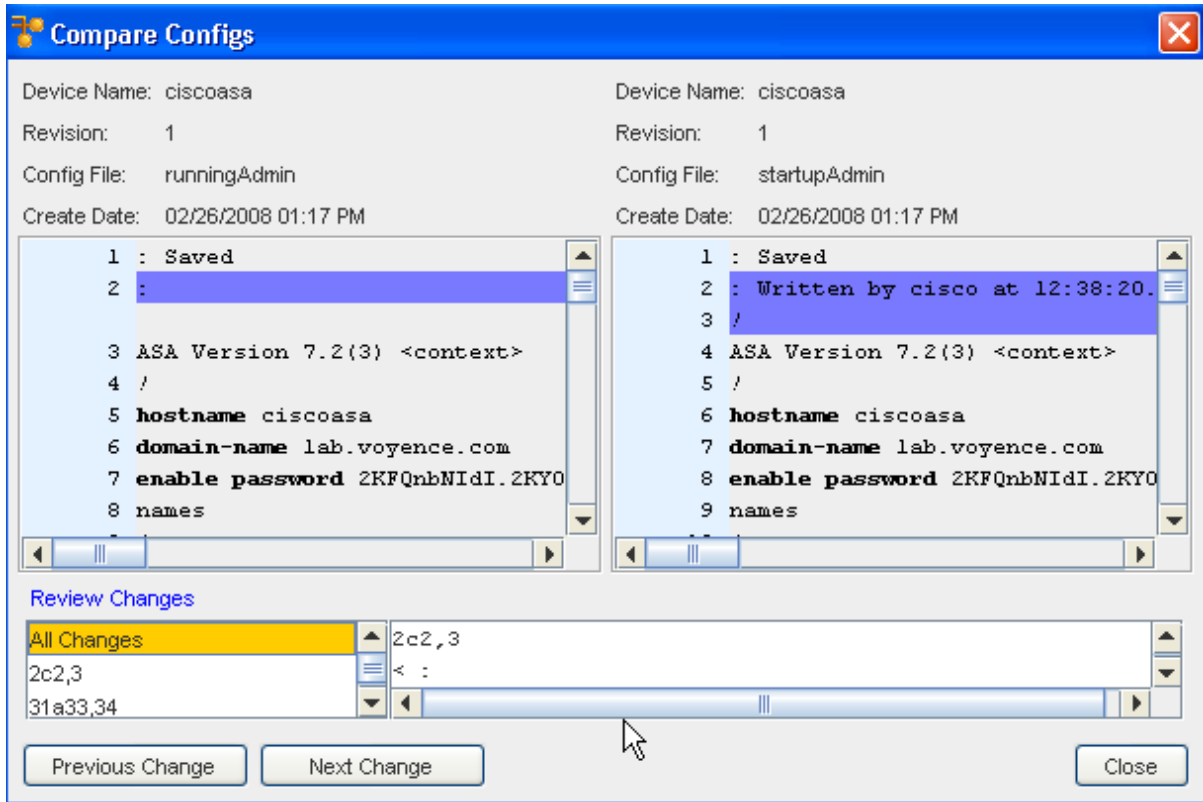 Compare Configs
Device Name: ciscoasa
Revision: 1
Config File: runningAdmin
Create Date: 02/26/2008 01:17 PM
Device Name: ciscoasa
Revision: 1
Config File: startupAdmin
Create Date: 02/26/2008 01:17 PM
1 : Saved
2 :
3 ASA Version 7.2(3) <context>
4 !
5 hostname ciscoasa
6 domain-name lab.voyence.com
7 enable password 2KFQnbNIdI.2KYO
8 names
1 : Saved
2 : Written by cisco at 12:38:20.
3 !
4 ASA Version 7.2(3) <context>
5 !
6 hostname ciscoasa
7 domain-name lab.voyence.com
8 enable password 2KFQnbNIdI.2KYO
9 names
Review Changes
All Changes
2c2,3
31a33,34
2c2,3
< :
Previous Change
Next Change
Close